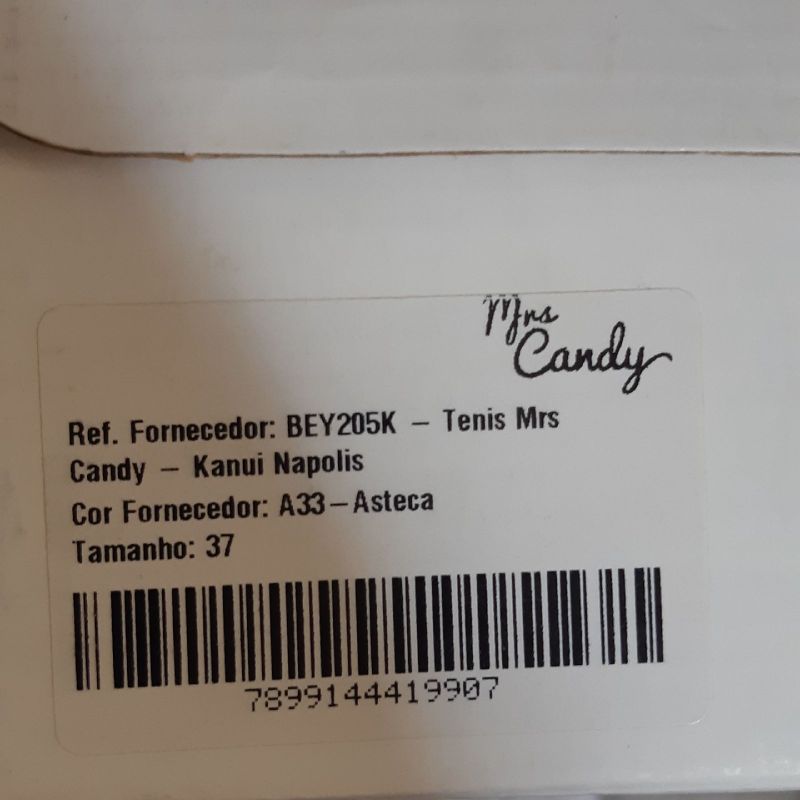 Mrs
Candy
Ref. Fornecedor: BEY205K – Tenis Mrs
Candy – Kanui Napolis
Cor Fornecedor: A33–Asteca
Tamanho: 37
7899144419907